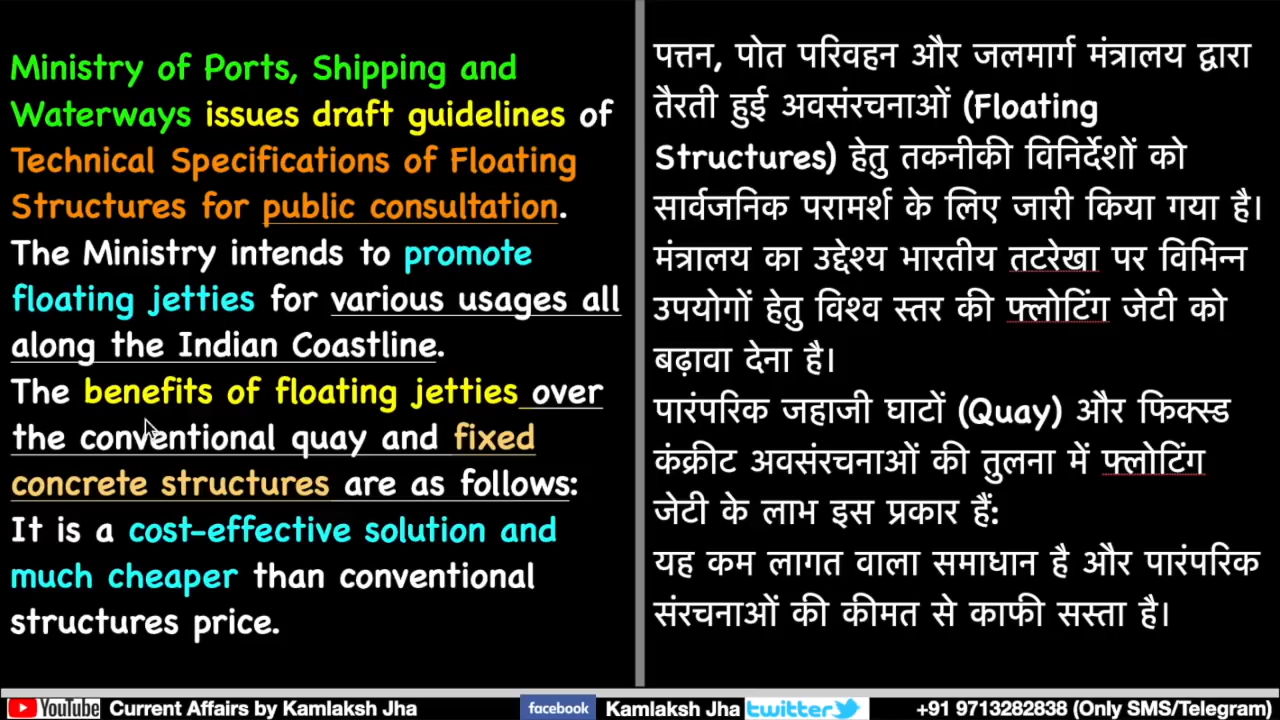 Ministry of Ports, Shipping and
Waterways issues draft guidelines of
Technical Specifications of Floating
Structures for public consultation.
The Ministry intends to promote
floating jetties for various usages all
along the Indian Coastline.
The benefits of floating jetties over
the conventional quay and fixed
concrete structures are as follows:
It is a cost-effective solution and
much cheaper than conventional
structures price.
पत्तन, पोत परिवहन और जलमार्ग मंत्रालय द्वारा
तैरती हुई अवसंरचनाओं (Floating
Structures) हेतु तकनीकी विनिर्देशों को
सार्वजनिक परामर्श के लिए जारी किया गया है।
मंत्रालय का उद्देश्य भारतीय तटरेखा पर विभिन्न
उपयोगों हेतु विश्व स्तर की फ्लोटिंग जेटी को
बढ़ावा देना है।
पारंपरिक जहाजी घाटों (Quay) और फिक्स्ड
कंक्रीट अवसंरचनाओं की तुलना में फ्लोटिंग
जेटी के लाभ इस प्रकार हैं:
यह कम लागत वाला समाधान है और पारंपरिक
संरचनाओं की कीमत से काफी सस्ता है।
YouTube Current Affairs by Kamlaksh Jha facebook Kamlaksh Jha twitter +91 9713282838 (Only SMS/Telegram)